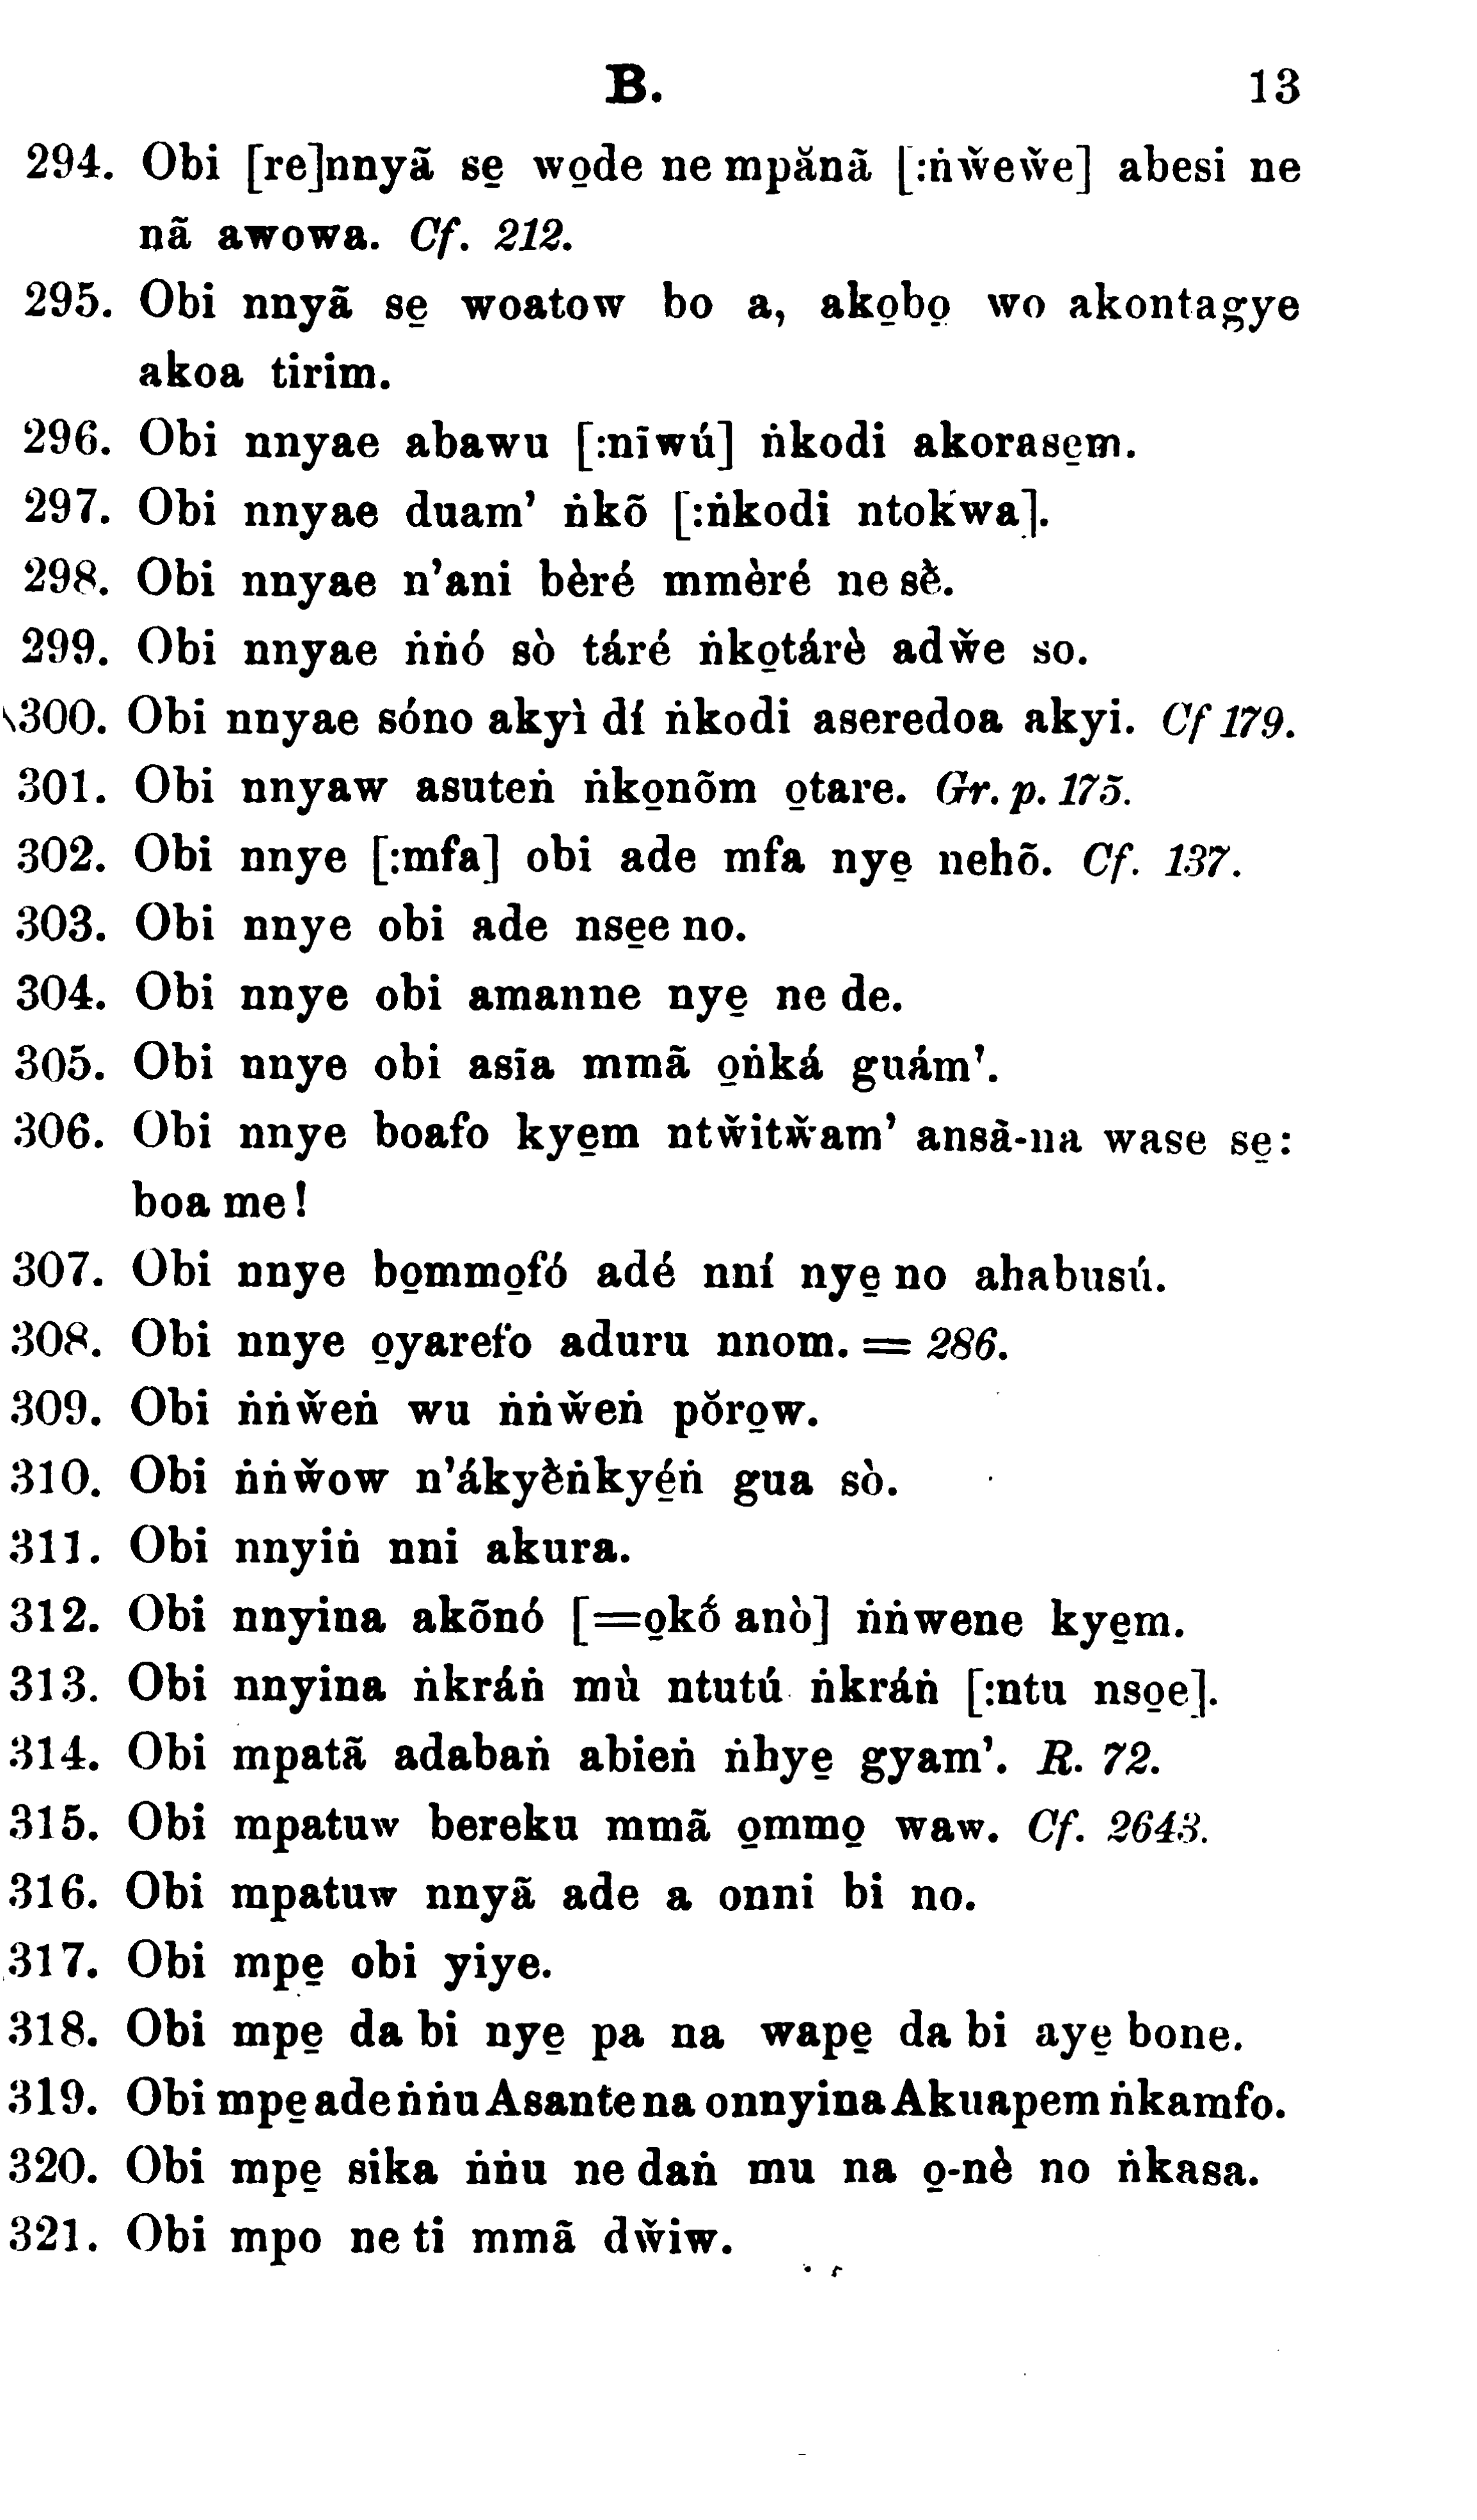 B. 13
294. Obi [re]nnyã se̱ wo̱de ne mpănã [:ṅw̌ew̌e] abesi ne
nã awowa. Cf. 212.
295. Obi nnyã se̱ woatow bo a, ako̱bo̱ wo akontagye
akoa tirim.
296. Obi nnyae abawu [:nĩwú] ṅkodi akorase̱m.
297. Obi nnyae duam’ ṅkõ [:ṅkodi ntoḱwa].
298. Obi nnyae n’ani bèré mmèré ne sè̱.
299. Obi nnyae ṅṅó sò táré ṅko̱tárè adw̌e so.
300. Obi nnyae sóno akyì dí ṅkodi aseredoa akyi. Cf 179.
301. Obi nnyaw asuteṅ ṅko̱nõm o̱tare. Gr. p. 175.
302. Obi nnye [:mfa] obi ade mfa nye̱ nehõ. Cf. 137.
303. Obi nnye obi ade nse̱e no.
304. Obi nnye obi amanne nye̱ ne de.
305. Obi nnye obi asĩa mmã o̱ṅká guám’.
306. Obi nnye boafo kye̱m ntw̌itw̌am’ ansà̃-na wase se̱:
boa me!
307. Obi nnye bo̱mmo̱fó adé nní nye̱ no ahabusú.
308. Obi nnye o̱yarefo aduru nnom. = 286.
309. Obi ṅṅw̌eṅ wu ṅṅw̌eṅ pŏro̱w.
310. Obi ṅṅw̌ow n’ákyè̱ṅkyé̱ṅ gua sò.
311. Obi nnyiṅ nni akura.
312. Obi nnyina akõnó [=o̱kṍ anò] ṅṅwene kye̱m.
313. Obi nnyina ṅkráṅ mù ntutú ṅkráṅ [:ntu nso̱e].
314. Obi mpatã adabaṅ abieṅ ṅhye̱ gyam’. R. 72.
315. Obi mpatuw bereku mmã o̱mmo̱ waw. Cf. 2643.
316. Obi mpatuw nnyã ade a onni bi no.
317. Obi mpe̱ obi yiye.
318. Obi mpe̱ da bi nye̱ pa na wape̱ da bi aye̱ bone.
319. Obi mpe̱ ade ṅṅu Asante na onnyina Akuapem ṅkamfo.
320. Obi mpe̱ sika ṅṅu ne daṅ mu na o̱-nè no ṅkasa.
321. Obi mpo ne ti mmã dw̌iw.